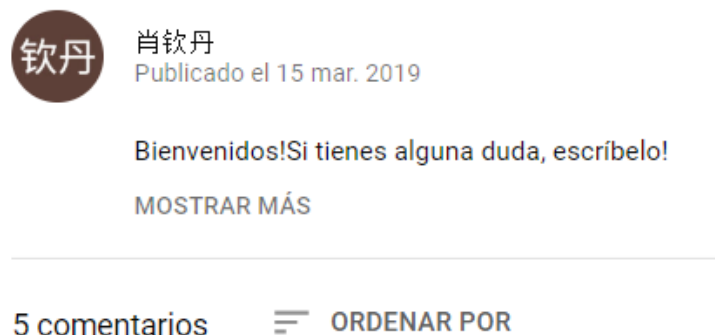 钦丹
肖钦丹
Publicado el 15 mar. 2019
Bienvenidos!Si tienes alguna duda, escríbelo!
MOSTRAR MÁS
5 comentarios
ORDENAR POR